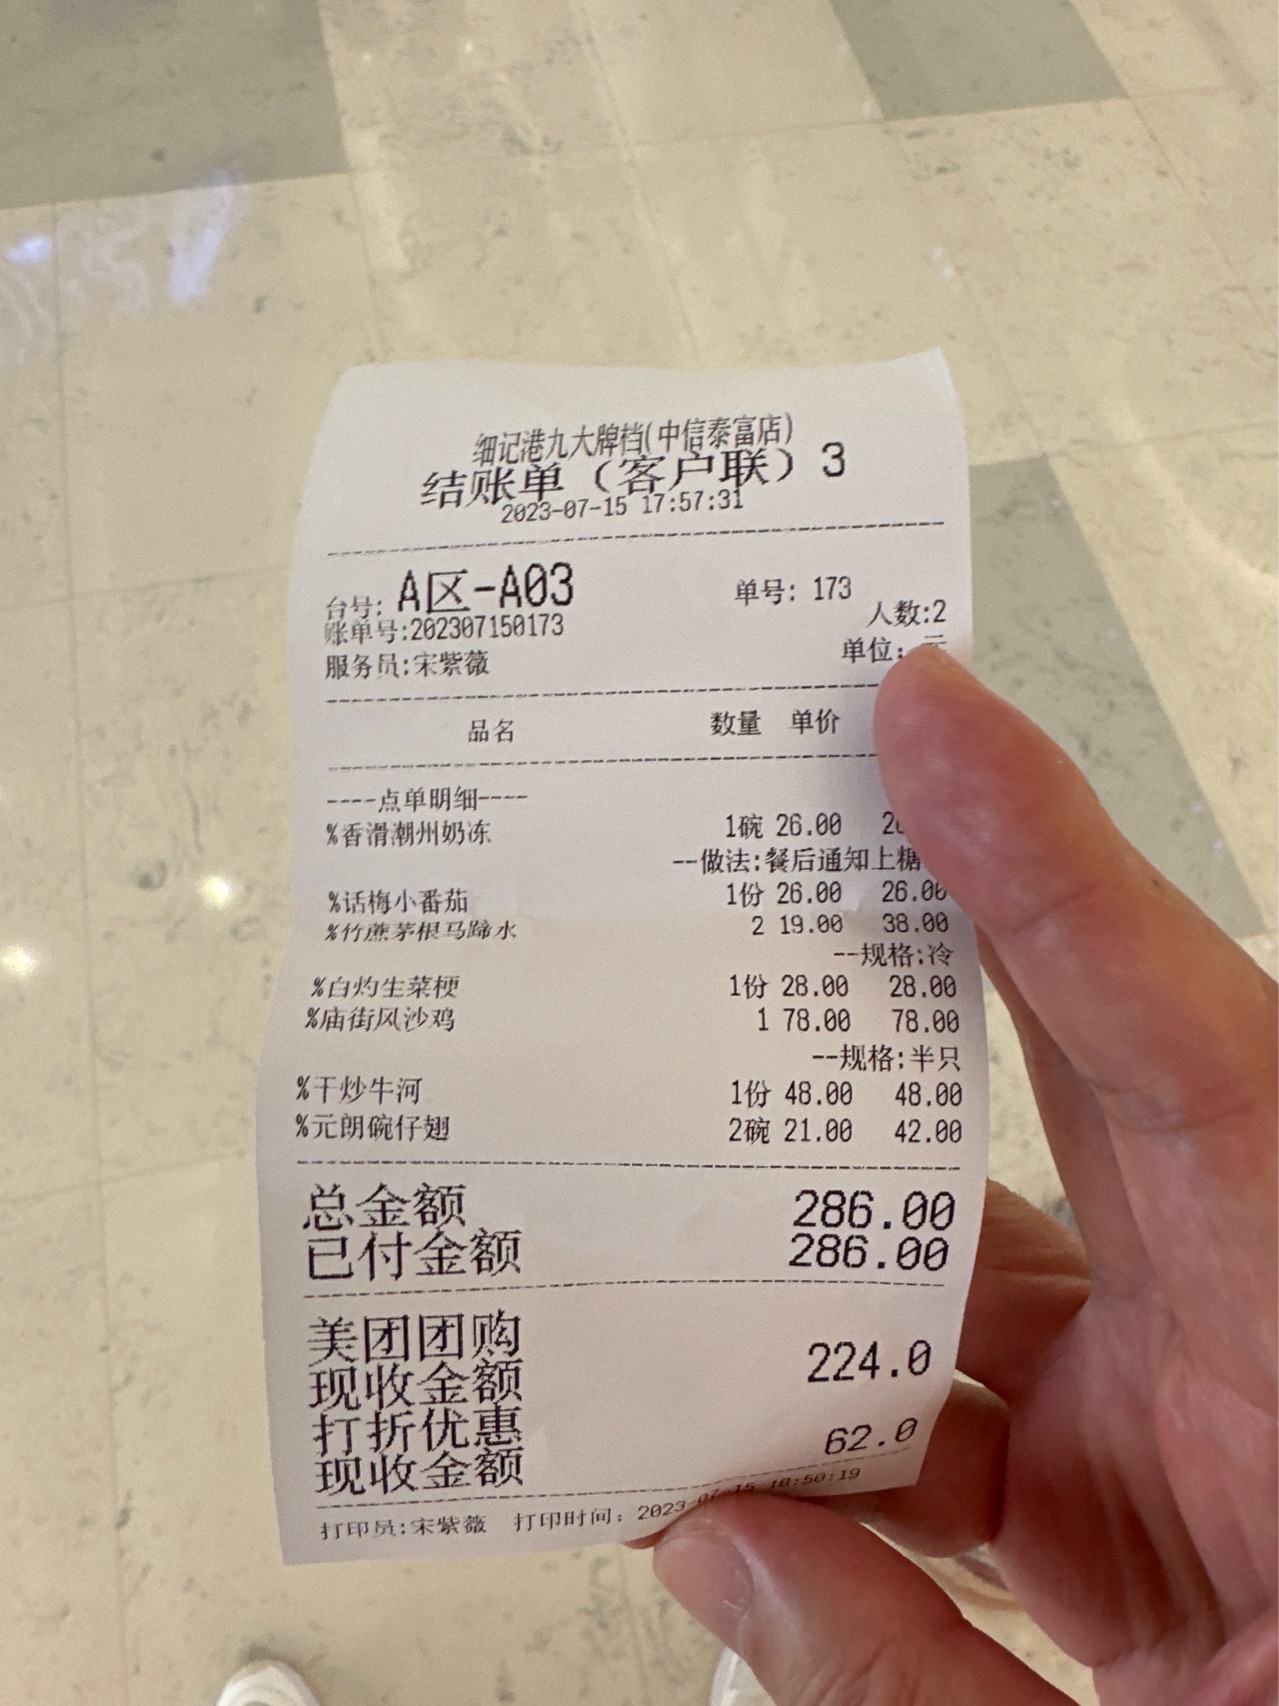 细记港九大牌档(中信泰富店)
结账单（客户联）3
2023-07-15 17:57:31
台号: A区-A03 单号: 173
账单号:202307150173 人数:2
服务员:宋紫薇 单位:
品名 数量 单价
----点单明细----
%香滑潮州奶冻 1碗 26.00
--做法:餐后通知上糖
%话梅小番茄 1份 26.00 26.00
%竹蔗茅根马蹄水 2 19.00 38.00
--规格:冷
%白灼生菜梗 1份 28.00 28.00
%庙街风沙鸡 1 78.00 78.00
--规格:半只
%干炒牛河 1份 48.00 48.00
%元朗碗仔翅 2碗 21.00 42.00
总金额 286.00
已付金额 286.00
美团团购
现收金额 224.0
打折优惠
现收金额 62.0
打印员:宋紫薇 打印时间: 2023-07-15 18:50:19